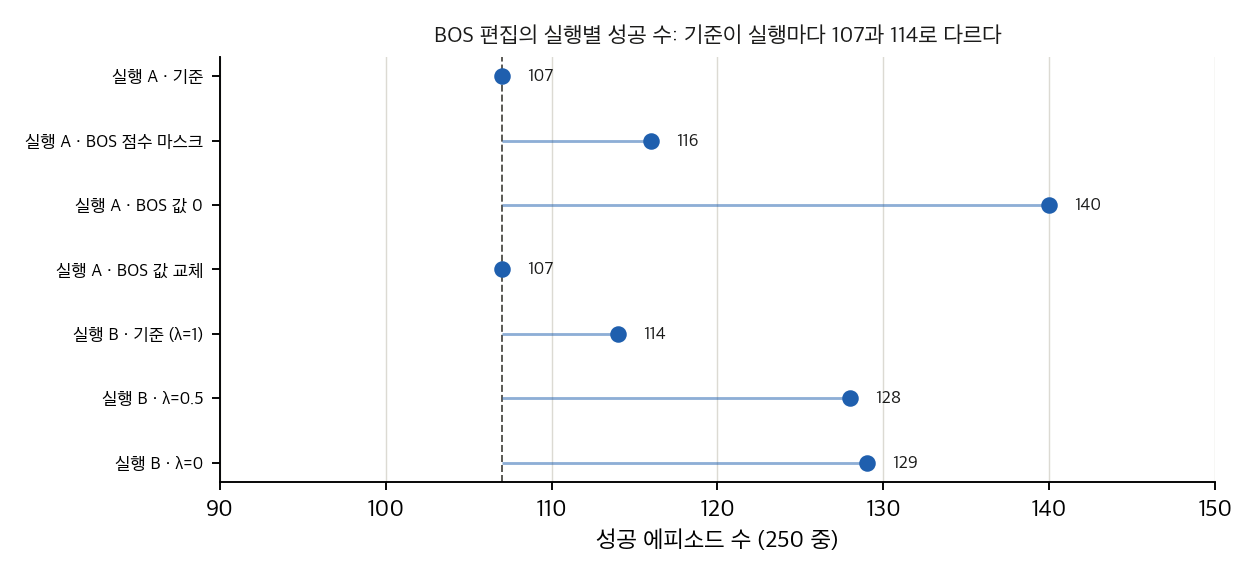 BOS 편집의 실행별 성공 수: 기준이 실행마다 107과 114로 다르다
실행 A · 기준
107
실행 A · BOS 점수 마스크
116
실행 A · BOS 값 0
140
실행 A · BOS 값 교체
107
실행 B · 기준 (λ=1)
114
실행 B · λ=0.5
128
실행 B · λ=0
129
90 100 110 120 130 140 150
성공 에피소드 수 (250 중)